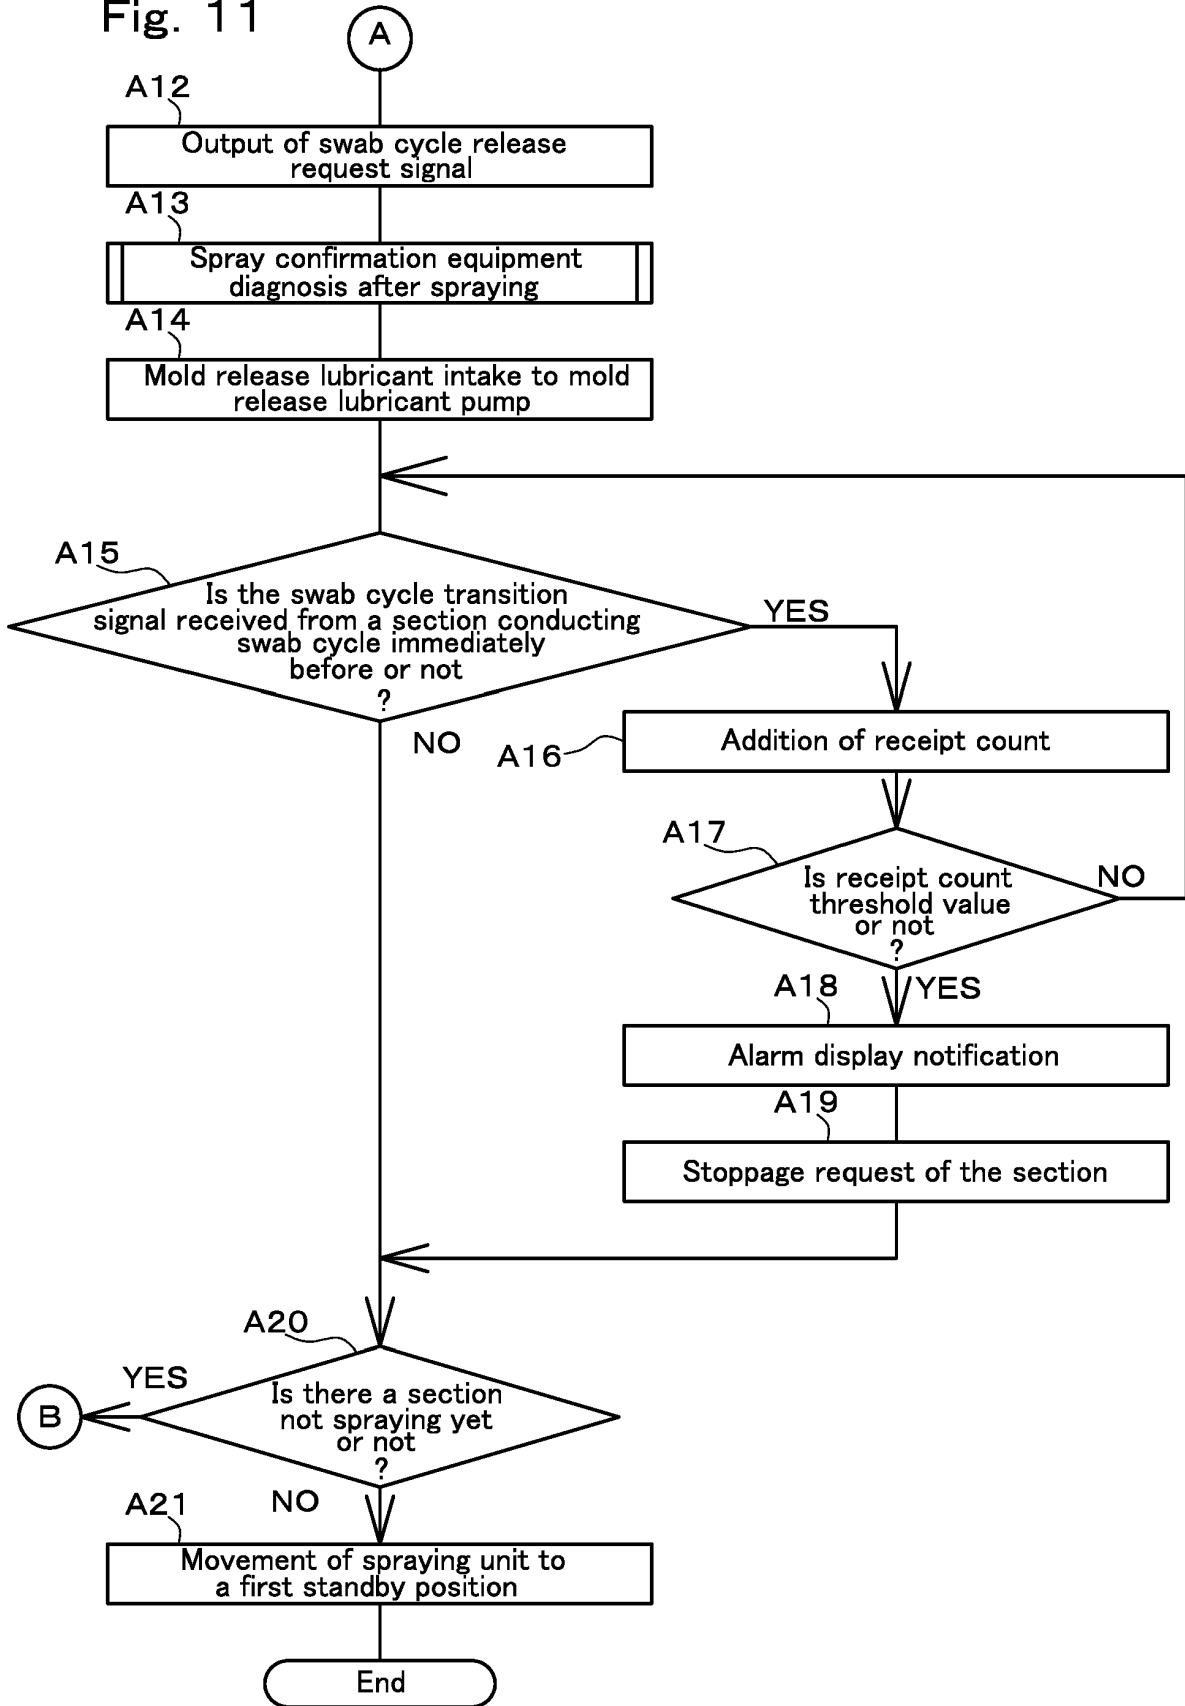 Fig. 11
A
A12
Output of swab cycle release
request signal
A13
Spray confirmation equipment
diagnosis after spraying
A14
Mold release lubricant intake to mold
release lubricant pump
A15
Is the swab cycle transition
signal received from a section conducting
swab cycle immediately
before or not
?
YES
NO
A16
Addition of receipt count
A17
Is receipt count
threshold value
or not
?
NO
YES
A18
Alarm display notification
A19
Stoppage request of the section
A20
YES
B
Is there a section
not spraying yet
or not
?
NO
A21
Movement of spraying unit to
a first standby position
End